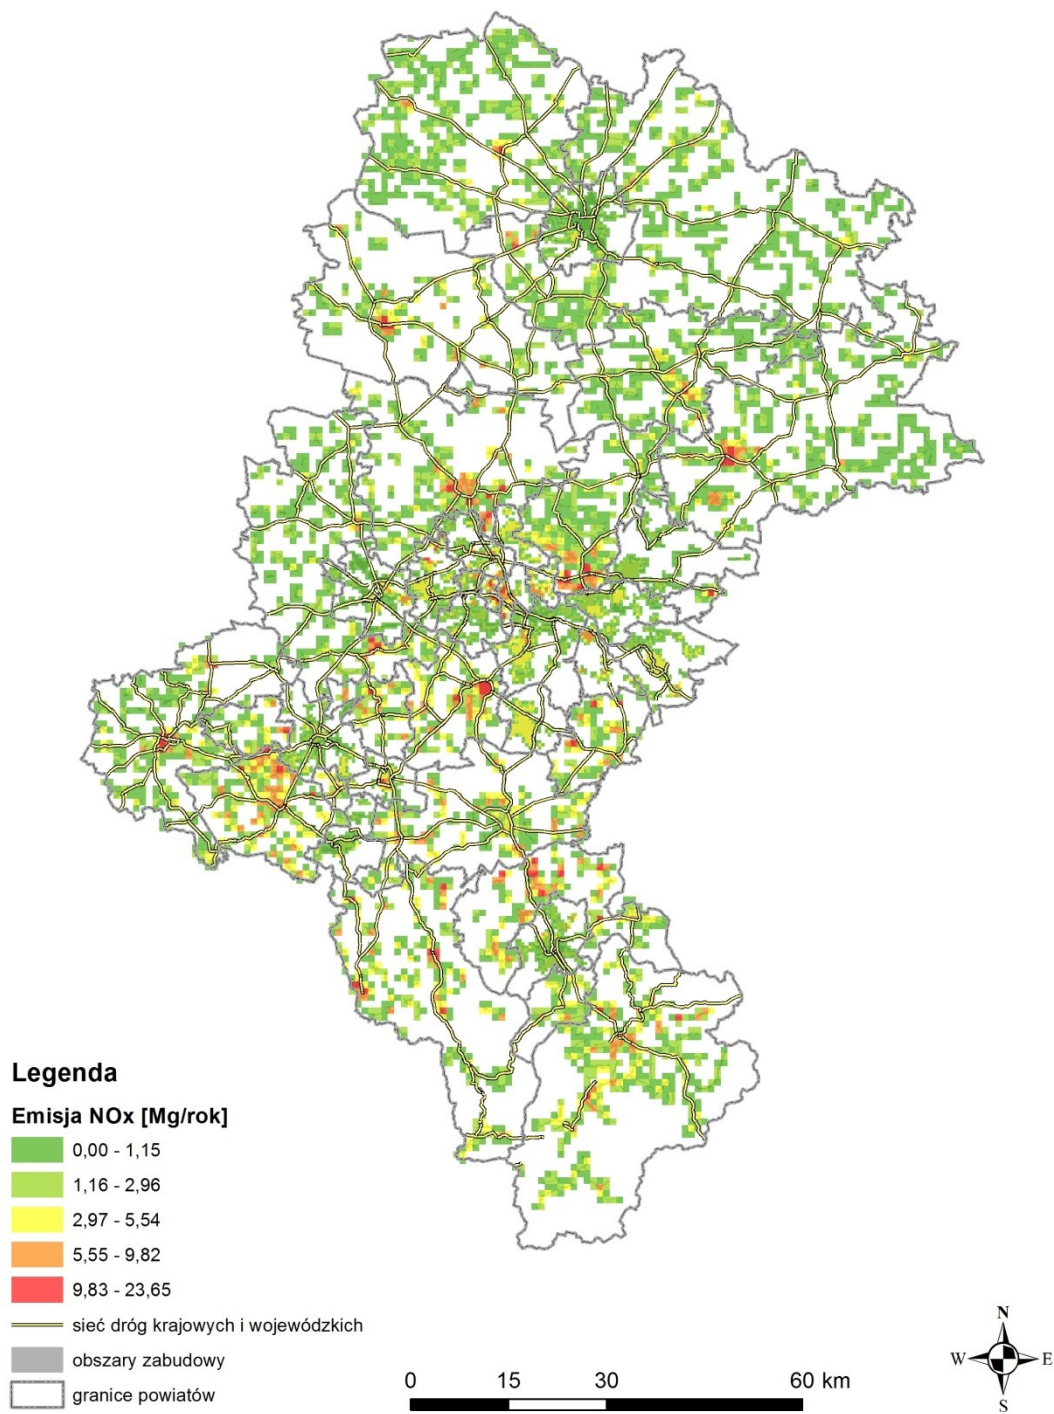 Legenda
Emisja NOx [Mg/rok]
0,00 - 1,15
1,16 - 2,96
2,97 - 5,54
5,55 - 9,82
9,83 - 23,65
sieć dróg krajowych i wojewódzkich
obszary zabudowy
granice powiatów
0 15 30 60 km
N
W E
S